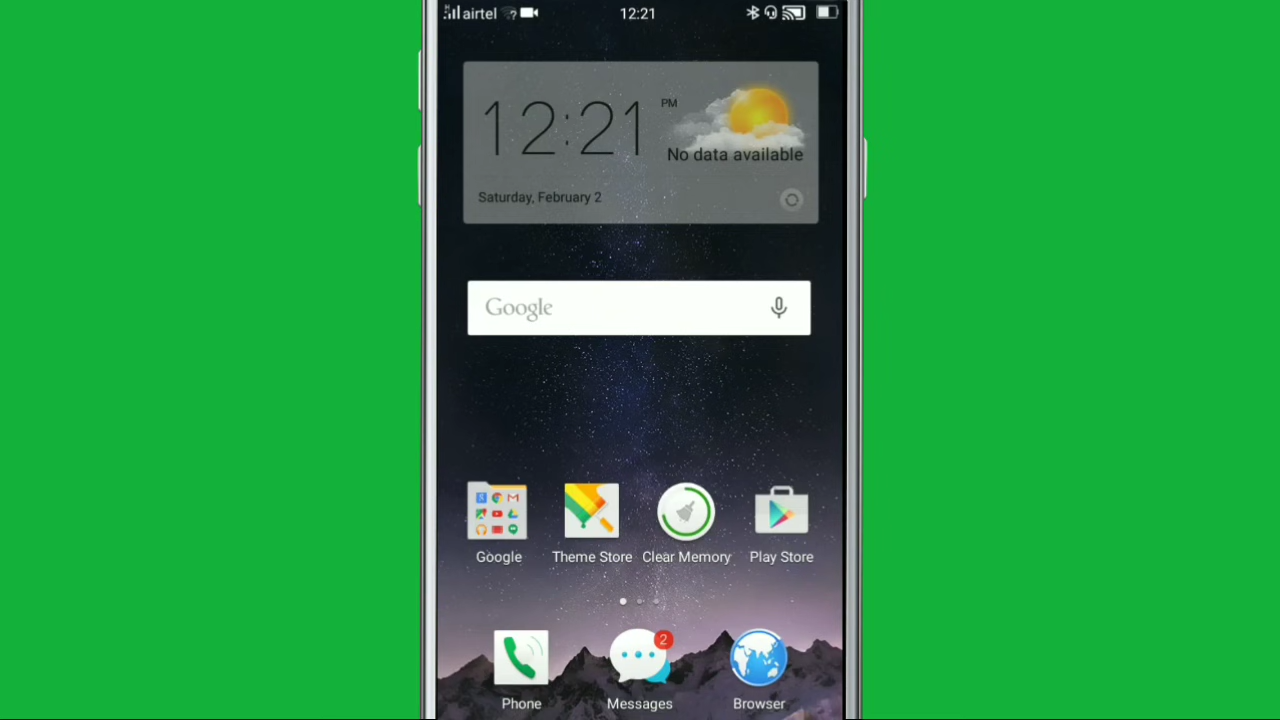 airtel 12:21
12:21 PM
No data available
Saturday, February 2
Google
Google Theme Store Clear Memory Play Store
2
Phone Messages Browser